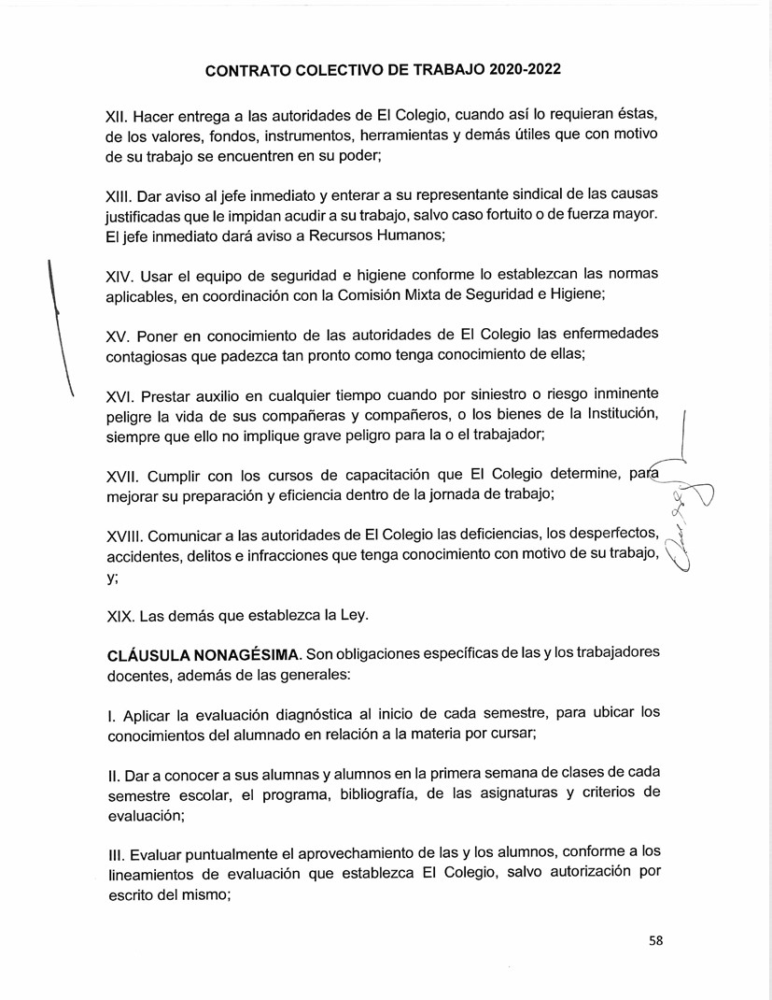 CONTRATO COLECTIVO DE TRABAJO 2020-2022
XII. Hacer entrega a las autoridades de El Colegio, cuando así lo requieran éstas,
de los valores, fondos, instrumentos, herramientas y demás útiles que con motivo
de su trabajo se encuentren en su poder;
XIII. Dar aviso al jefe inmediato y enterar a su representante sindical de las causas
justificadas que le impidan acudir a su trabajo, salvo caso fortuito o de fuerza mayor.
El jefe inmediato dará aviso a Recursos Humanos;
XIV. Usar el equipo de seguridad e higiene conforme lo establezcan las normas
aplicables, en coordinación con la Comisión Mixta de Seguridad e Higiene;
XV. Poner en conocimiento de las autoridades de El Colegio las enfermedades
contagiosas que padezca tan pronto como tenga conocimiento de ellas;
XVI. Prestar auxilio en cualquier tiempo cuando por siniestro o riesgo inminente
peligre la vida de sus compañeras y compañeros, o los bienes de la Institución,
siempre que ello no implique grave peligro para la o el trabajador;
XVII. Cumplir con los cursos de capacitación que El Colegio determine, para
mejorar su preparación y eficiencia dentro de la jornada de trabajo;
XVIII. Comunicar a las autoridades de El Colegio las deficiencias, los desperfectos,
accidentes, delitos e infracciones que tenga conocimiento con motivo de su trabajo,
y;
XIX. Las demás que establezca la Ley.
CLÁUSULA NONAGÉSIMA. Son obligaciones específicas de las y los trabajadores
docentes, además de las generales:
I. Aplicar la evaluación diagnóstica al inicio de cada semestre, para ubicar los
conocimientos del alumnado en relación a la materia por cursar;
II. Dar a conocer a sus alumnas y alumnos en la primera semana de clases de cada
semestre escolar, el programa, bibliografía, de las asignaturas y criterios de
evaluación;
III. Evaluar puntualmente el aprovechamiento de las y los alumnos, conforme a los
lineamientos de evaluación que establezca El Colegio, salvo autorización por
escrito del mismo;
58